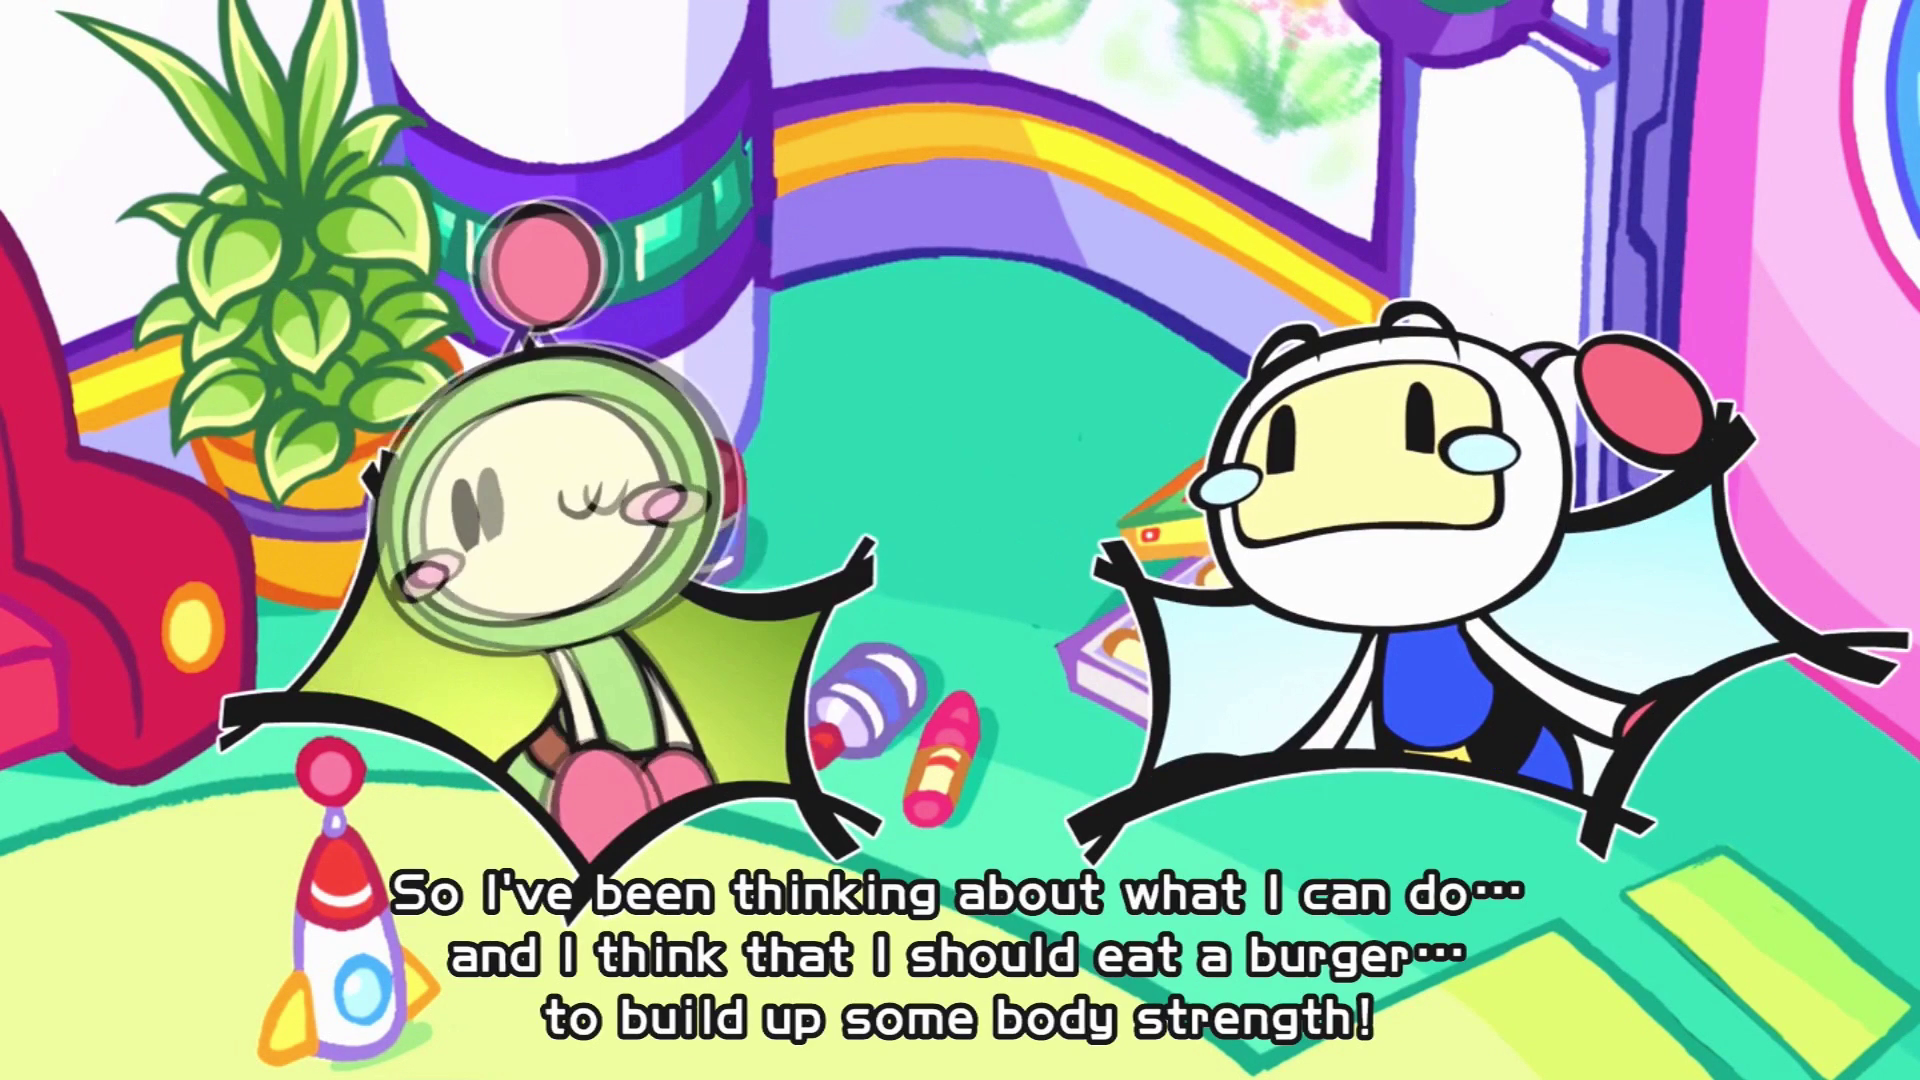 So I've been thinking about what I can do…
and I think that I should eat a burger…
to build up some body strength!